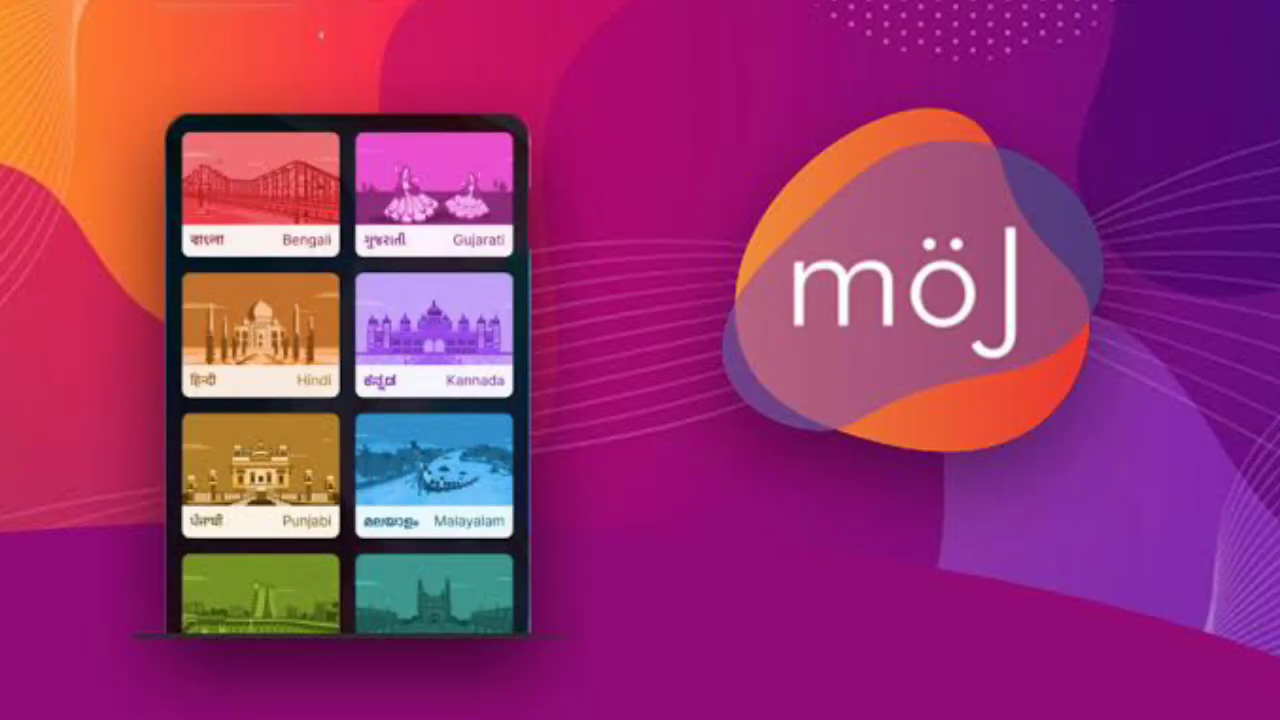 বাংলা Bengali
ગુજરાતી Gujarati
हिन्दी Hindi
ಕನ್ನಡ Kannada
ਪੰਜਾਬੀ Punjabi
മലയാളം Malayalam
möj